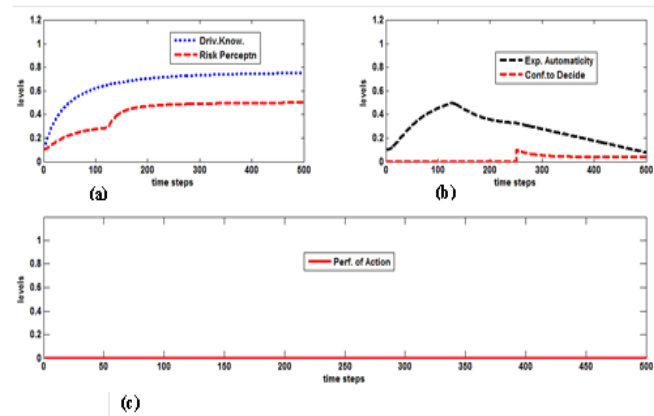 1.2
1
0.8
0.6
0.4
0.2
0
levels
Driv.Know.
Risk Perceptn
0 100 200 300 400 500
time steps
(a)
1.2
1
0.8
0.6
0.4
0.2
0
levels
Exp. Automaticity
Conf.to Decide
0 100 200 300 400 500
time steps
(b)
1
0.8
0.6
0.4
0.2
0
levels
Perf. of Action
0 50 100 150 200 250 300 350 400 450 500
time steps
(c)